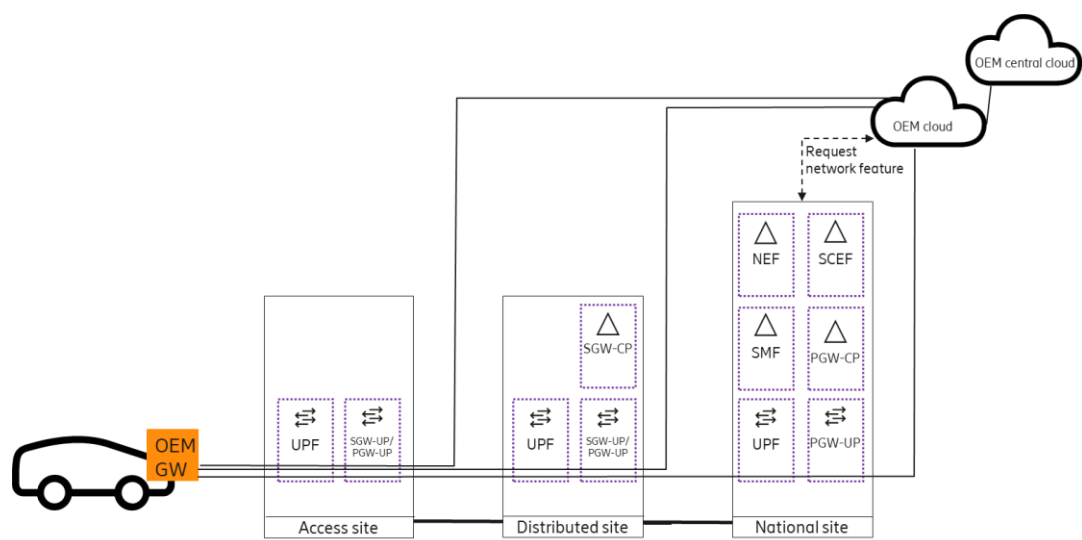 OEM central cloud
OEM cloud
Request
network feature
NEF
SCEF
SGW-CP
SMF
PGW-CP
UPF
SGW-UP/
PGW-UP
UPF
SGW-UP/
PGW-UP
UPF
PGW-UP
OEM
GW
Access site
Distributed site
National site